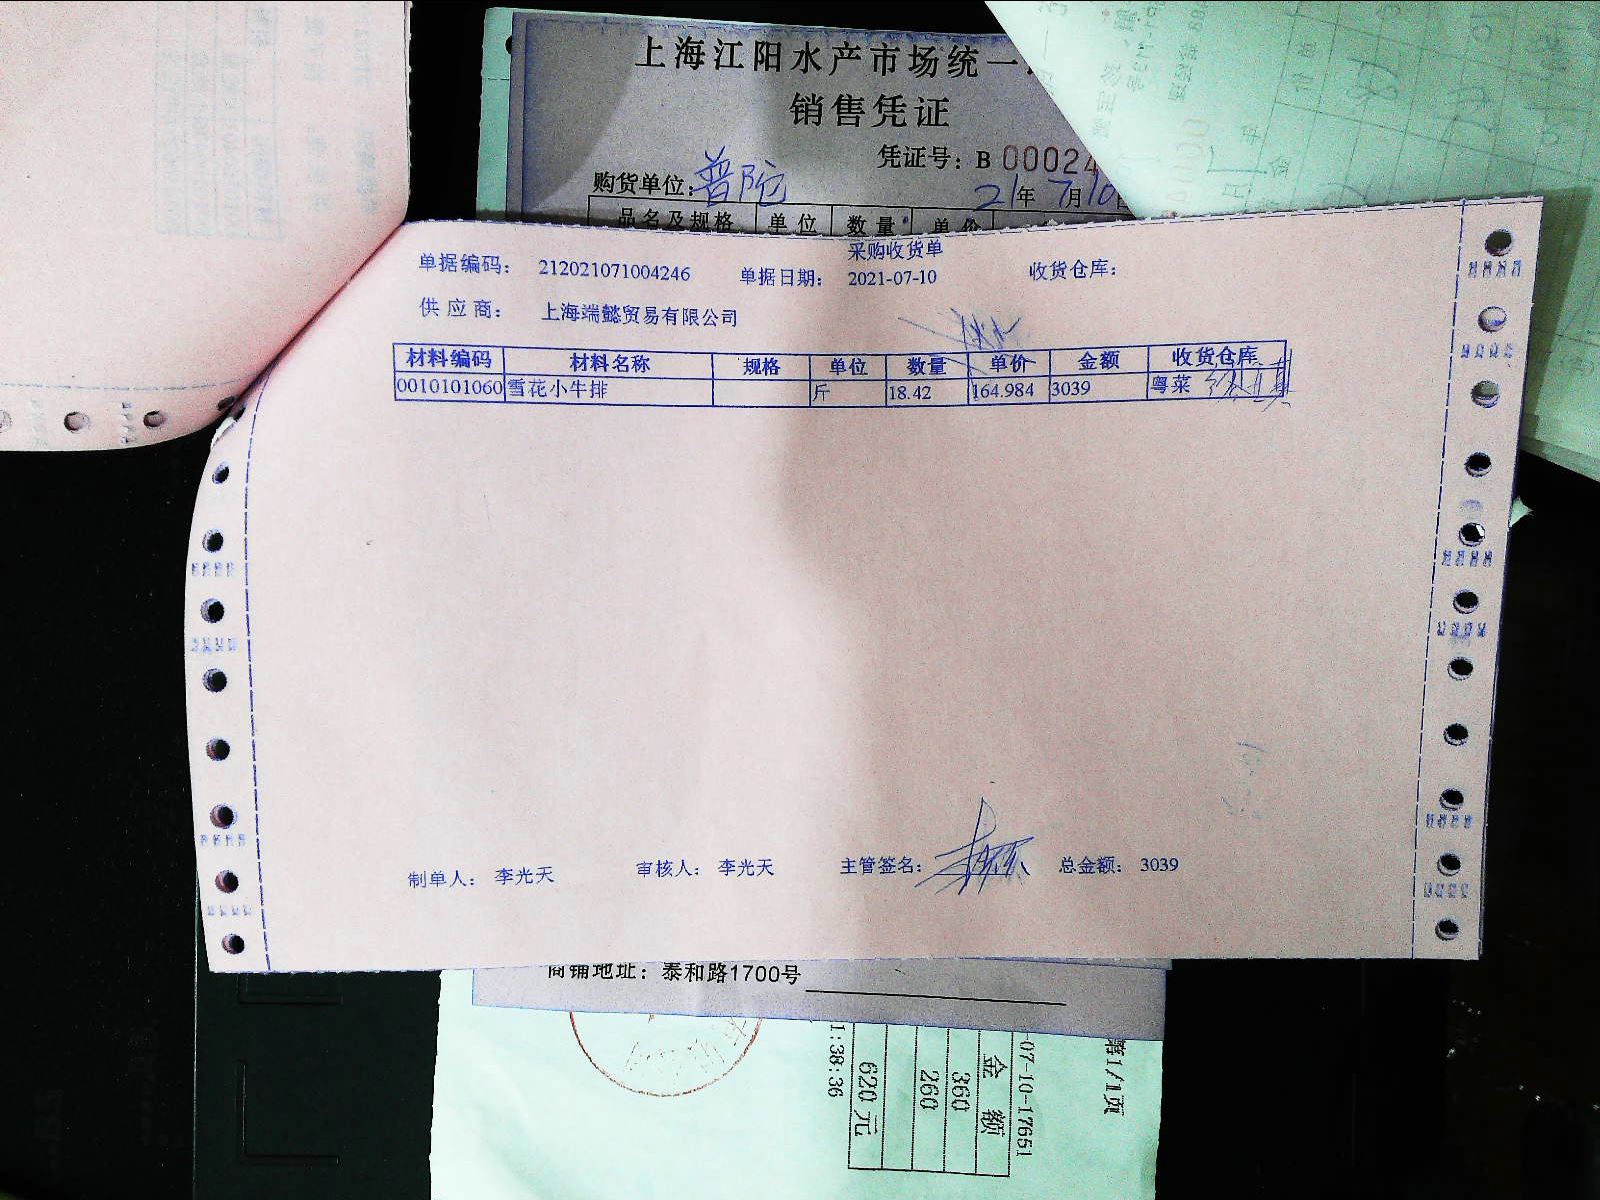 上海江阳水产市场统一
销售凭证
凭证号：B 00024
购货单位：普陀 21年7月10日
品名及规格 单位 数量 单价
采购收货单
单据编码： 212021071004246 单据日期： 2021-07-10 收货仓库：
供应商： 上海端懿贸易有限公司
材料编码 材料名称 规格 单位 数量 单价 金额 收货仓库
0010101060 雪花小牛排 斤 18.42 164.984 3039 粤菜
制单人： 李光天 审核人： 李光天 主管签名： 总金额： 3039
商铺地址：泰和路1700号
第1/1页
-07-10-17651
金额
360
260
620元
1:38:36